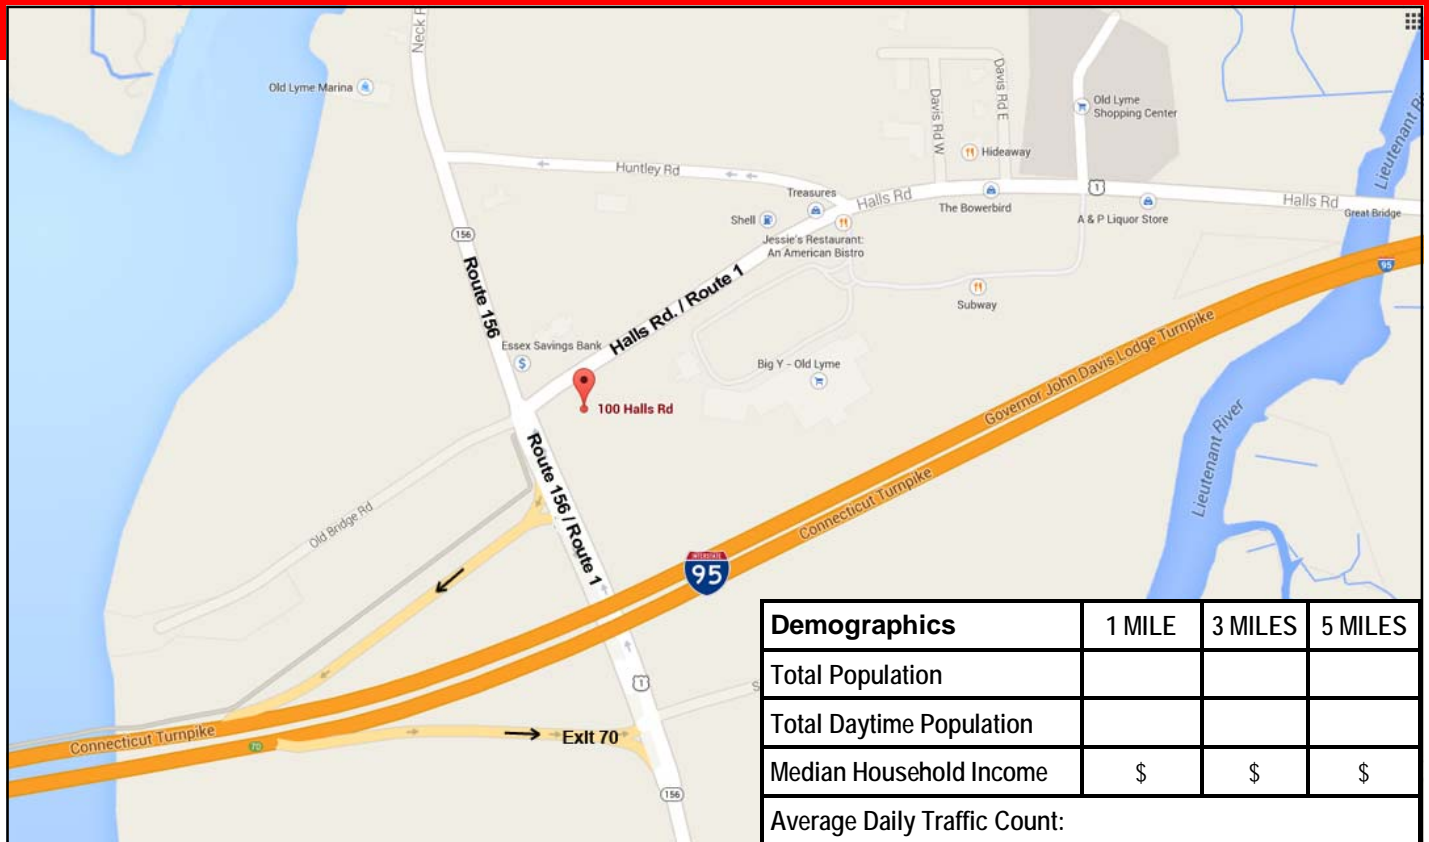 Neck R
Old Lyme Marina
Davis Rd E
Davis Rd W
Old Lyme
Shopping Center
Hideaway
Lieutenant Ri
Huntley Rd
Treasures
Halls Rd
1
Halls Rd
The Bowerbird
Great Bridge
Shell
A & P Liquor Store
Jessie's Restaurant:
An American Bistro
156
Route 156
Halls Rd. / Route 1
95
Subway
Essex Savings Bank
$
Big Y - Old Lyme
100 Halls Rd
Governor John Davis Lodge Turnpike
Connecticut Turnpike
Lieutenant River
Route 156 / Route 1
Old Bridge Rd
INTERSTATE
95
1
S
Connecticut Turnpike
70
Exit 70
156
Demographics 1 MILE 3 MILES 5 MILES
Total Population
Total Daytime Population
Median Household Income $ $ $
Average Daily Traffic Count: